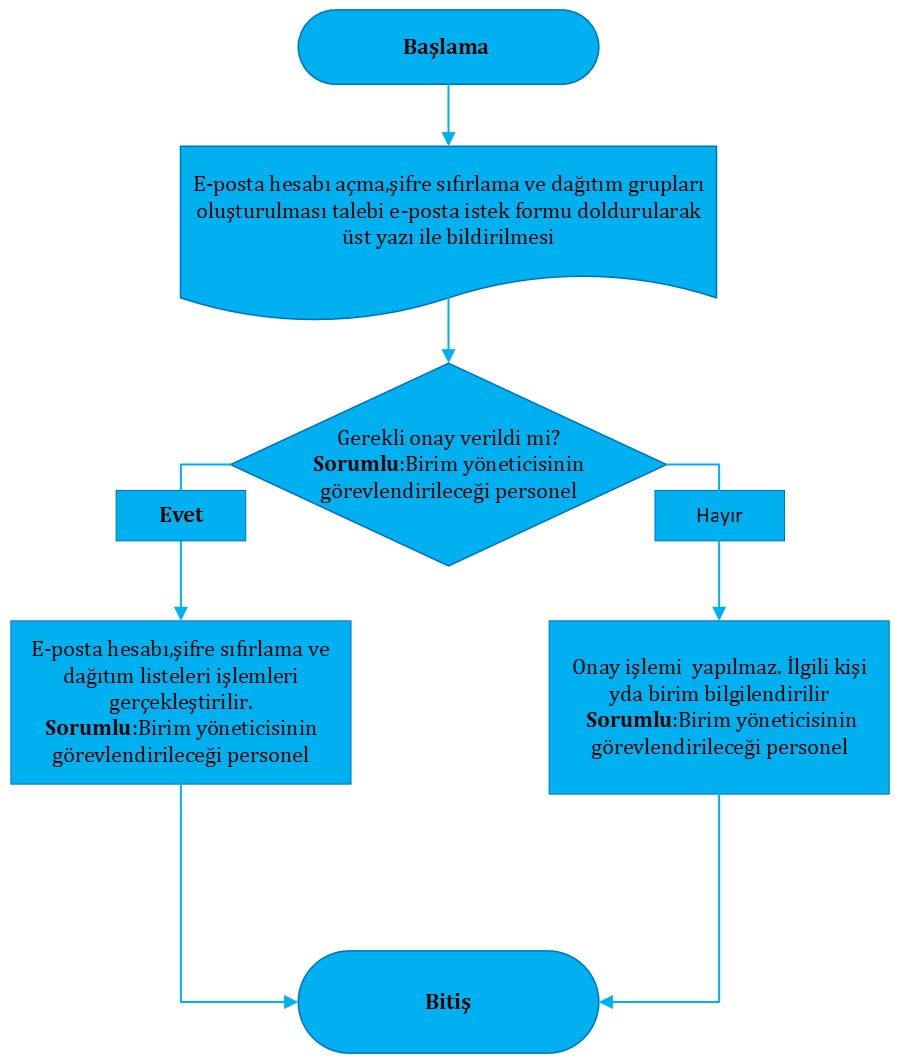 Başlama
E-posta hesabı açma,şifre sıfırlama ve dağıtım grupları
oluşturulması talebi e-posta istek formu doldurularak
üst yazı ile bildirilmesi
Gerekli onay verildi mi?
Sorumlu:Birim yöneticisinin
görevlendirileceği personel
Evet
Hayır
E-posta hesabı,şifre sıfırlama ve
dağıtım listeleri işlemleri
gerçekleştirilir.
Sorumlu:Birim yöneticisinin
görevlendirileceği personel
Onay işlemi  yapılmaz. İlgili kişi
yda birim bilgilendirilir
Sorumlu:Birim yöneticisinin
görevlendirileceği personel
Bitiş